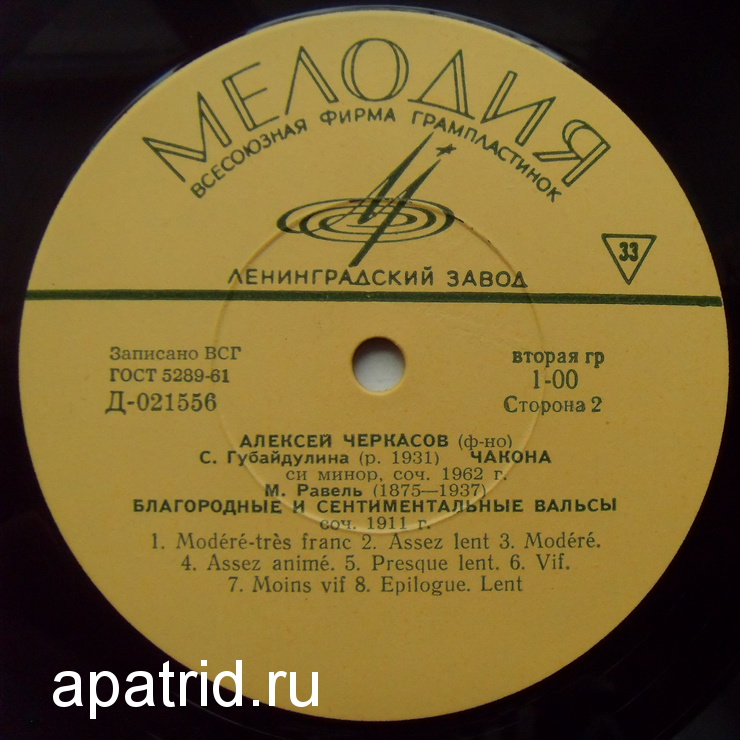 МЕЛОДИЯ
ВСЕСОЮЗНАЯ ФИРМА ГРАМПЛАСТИНОК
33
ЛЕНИНГРАДСКИЙ ЗАВОД
Записано ВСГ
ГОСТ 5289-61
Д-021556
вторая гр
1-00
Сторона 2
АЛЕКСЕЙ ЧЕРКАСОВ (ф-но)
С. Губайдулина (р. 1931) ЧАКОНА
си минор, соч. 1962 г.
М. Равель (1875—1937)
БЛАГОРОДНЫЕ И СЕНТИМЕНТАЛЬНЫЕ ВАЛЬСЫ
соч. 1911 г.
1. Modéré-très franc 2. Assez lent 3. Modéré.
4. Assez animé. 5. Presque lent. 6. Vif.
7. Moins vif 8. Epilogue. Lent
apatrid.ru